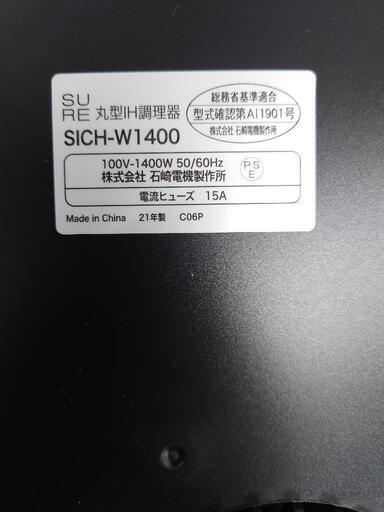 SU
RE 丸型IH調理器
SICH-W1400
総務省基準適合
型式確認第AI1901号
株式会社 石崎電機製作所
100V-1400W 50/60Hz
株式会社 石崎電機製作所
PS
E
電流ヒューズ 15A
Made in China 21年製 C06P